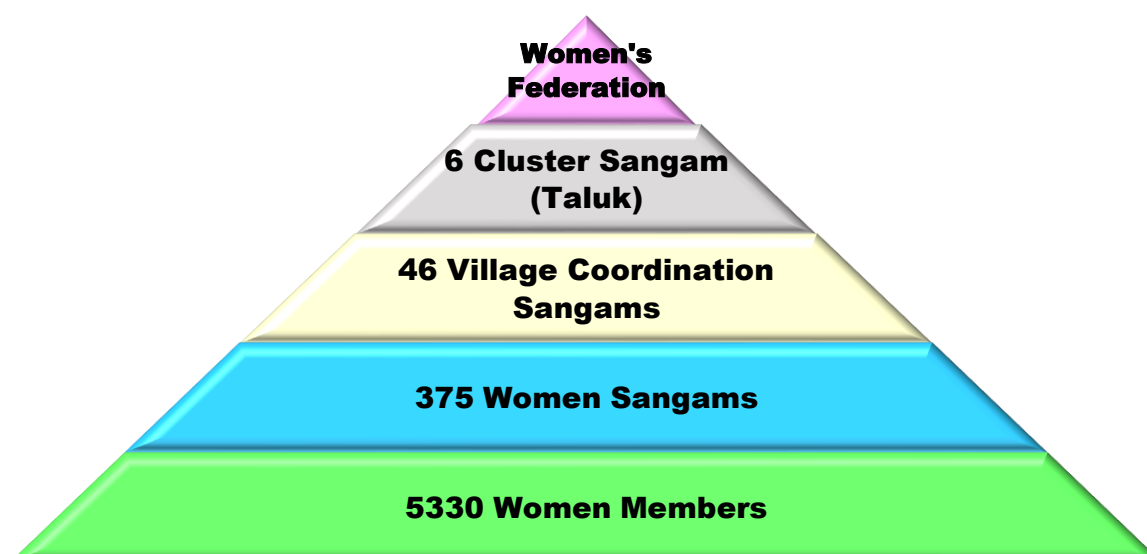 Women's
Federation
6 Cluster Sangam
(Taluk)
46 Village Coordination
Sangams
375 Women Sangams
5330 Women Members